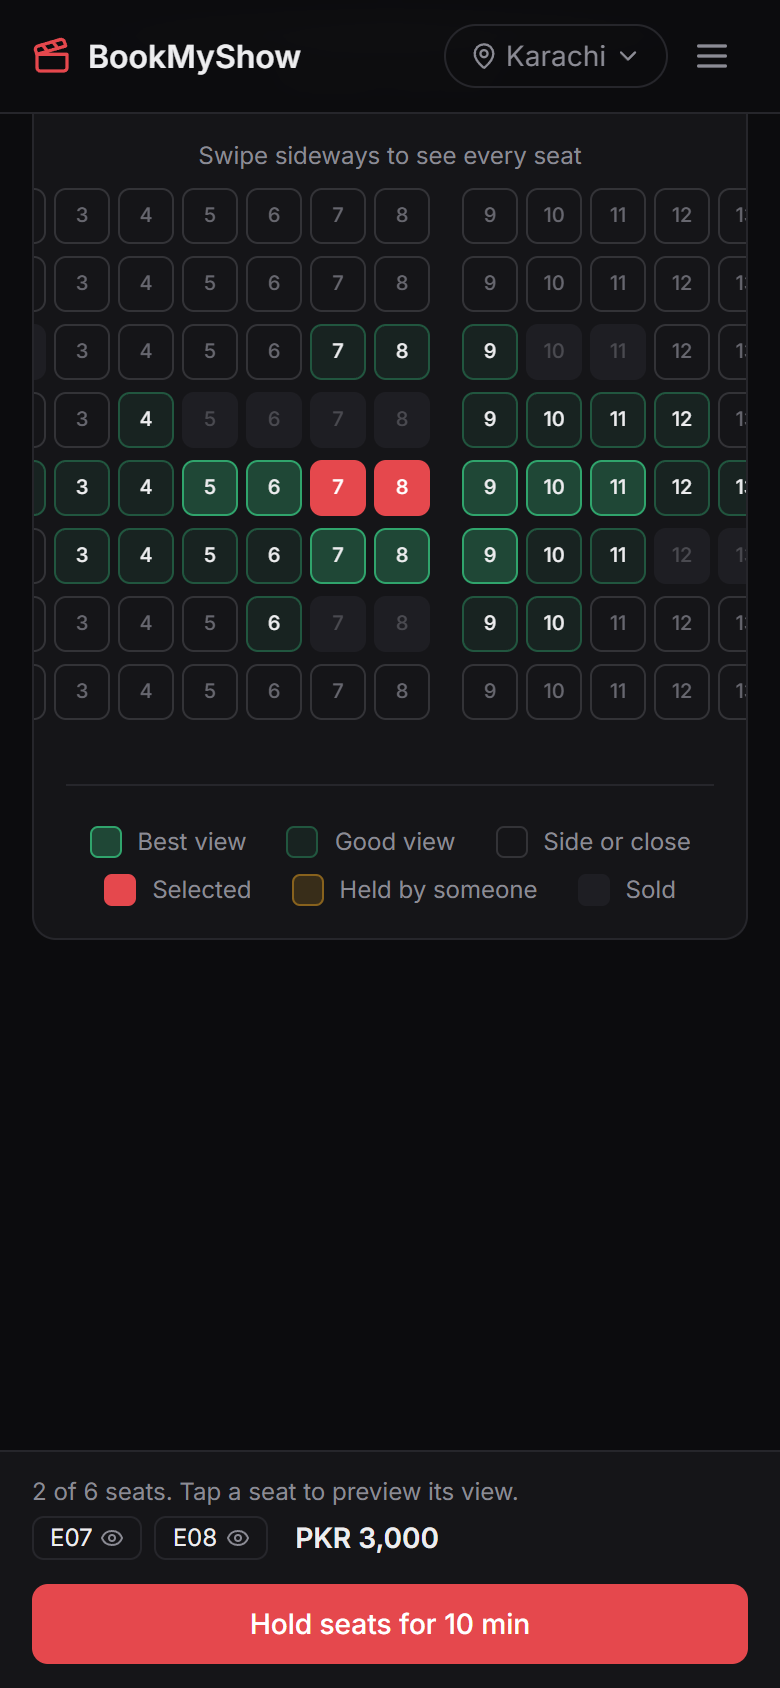 BookMyShow Karachi
Swipe sideways to see every seat
3 4 5 6 7 8 9 10 11 12
3 4 5 6 7 8 9 10 11 12
3 4 5 6 7 8 9 10 11 12
3 4 5 6 7 8 9 10 11 12
3 4 5 6 7 8 9 10 11 12
3 4 5 6 7 8 9 10 11 12
3 4 5 6 7 8 9 10 11 12
3 4 5 6 7 8 9 10 11 12
Best view Good view Side or close
Selected Held by someone Sold
2 of 6 seats. Tap a seat to preview its view.
E07 E08 PKR 3,000
Hold seats for 10 min